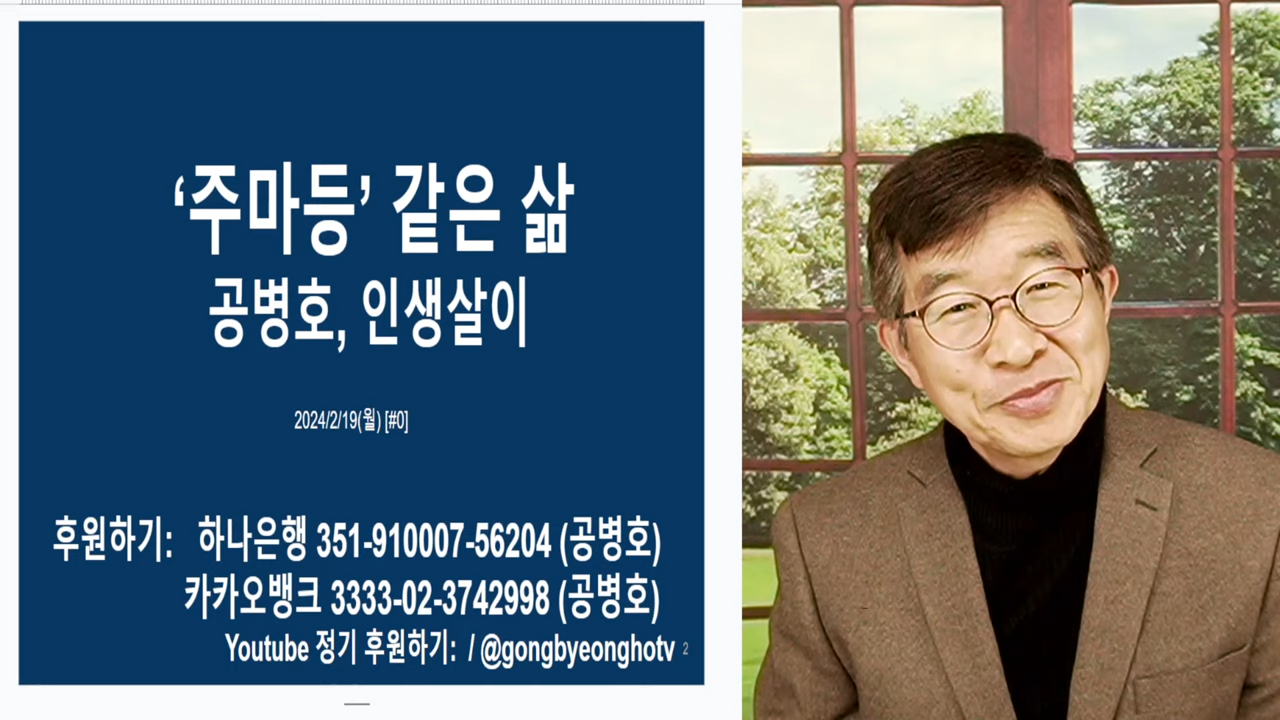 ‘주마등’ 같은 삶
공병호, 인생살이
2024/2/19(월) [#0]
후원하기: 하나은행 351-910007-56204 (공병호)
카카오뱅크 3333-02-3742998 (공병호)
Youtube 정기 후원하기: / @gongbyeonghotv 2